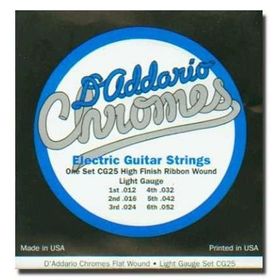 D'Addario®
Chromes
Electric Guitar Strings
One Set CG25 High Finish Ribbon Wound
Light Gauge
1st .012 4th .032
2nd .016 5th .042
3rd .024 6th .052
Made in USA Printed in USA
D'Addario Chromes Flat Wound • Light Gauge Set CG25